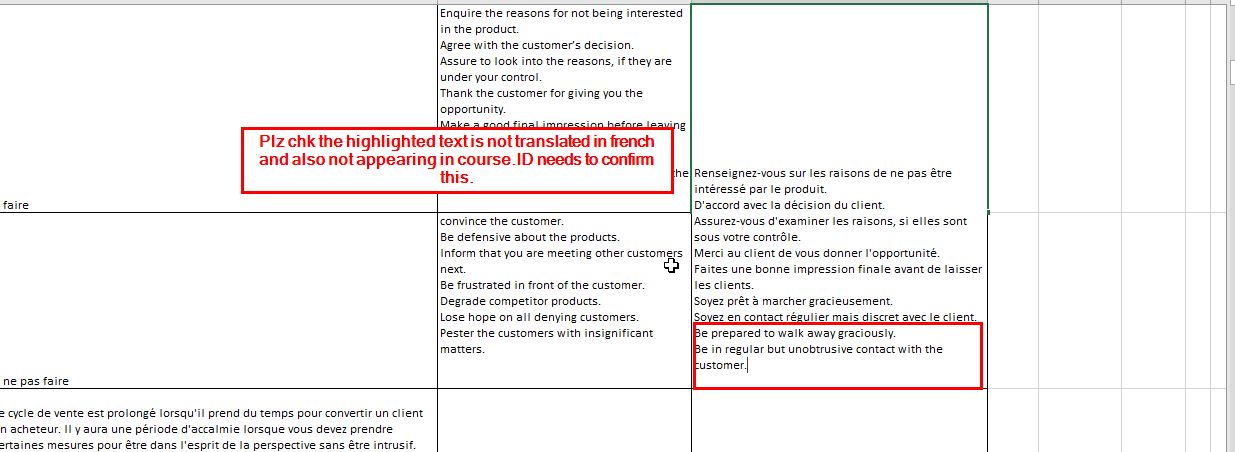 Enquire the reasons for not being interested
in the product.
Agree with the customer's decision.
Assure to look into the reasons, if they are
under your control.
Thank the customer for giving you the
opportunity.
Make a good final impression before leaving
Plz chk the highlighted text is not translated in french
and also not appearing in course.ID needs to confirm
this.
the
faire
convince the customer.
Be defensive about the products.
Inform that you are meeting other customers
next.
Be frustrated in front of the customer.
Degrade competitor products.
Lose hope on all denying customers.
Pester the customers with insignificant
matters.
Renseignez-vous sur les raisons de ne pas être
intéressé par le produit.
D'accord avec la décision du client.
Assurez-vous d'examiner les raisons, si elles sont
sous votre contrôle.
Merci au client de vous donner l'opportunité.
Faites une bonne impression finale avant de laisser
les clients.
Soyez prêt à marcher gracieusement.
Soyez en contact régulier mais discret avec le client.
Be prepared to walk away graciously.
Be in regular but unobtrusive contact with the
customer.
ne pas faire
e cycle de vente est prolongé lorsqu'il prend du temps pour convertir un client
n acheteur. Il y aura une période d'accalmie lorsque vous devez prendre
ertaines mesures pour être dans l'esprit de la perspective sans être intrusif.